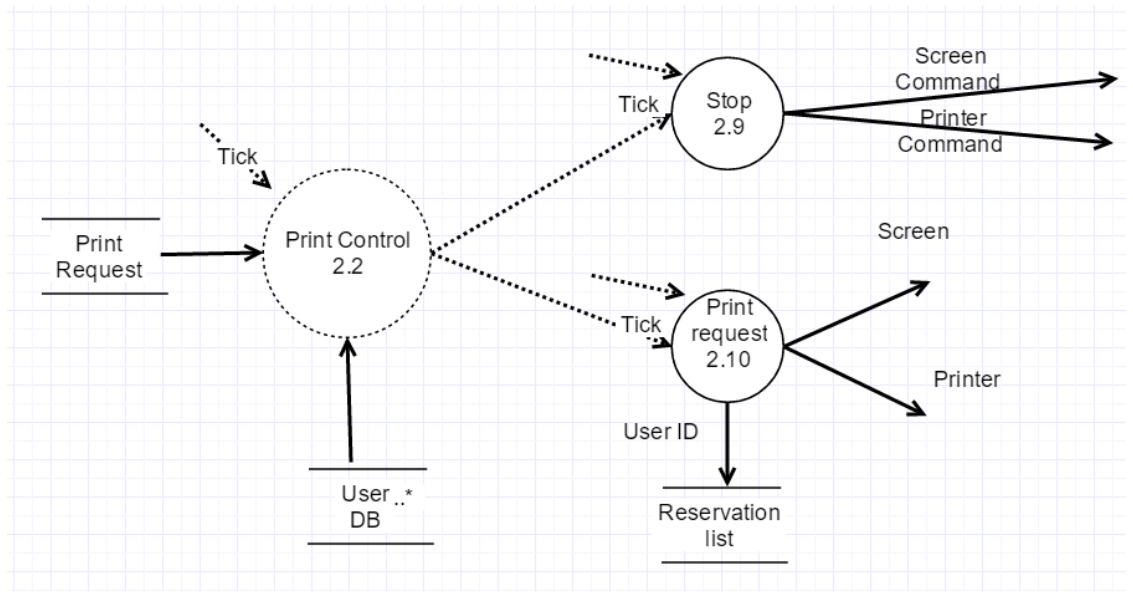 Screen
Command
Tick
Stop
2.9
Printer
Command
Tick
Print Control
2.2
Print
Request
Screen
Tick
Print
request
2.10
Printer
User ID
User ..*
DB
Reservation
list